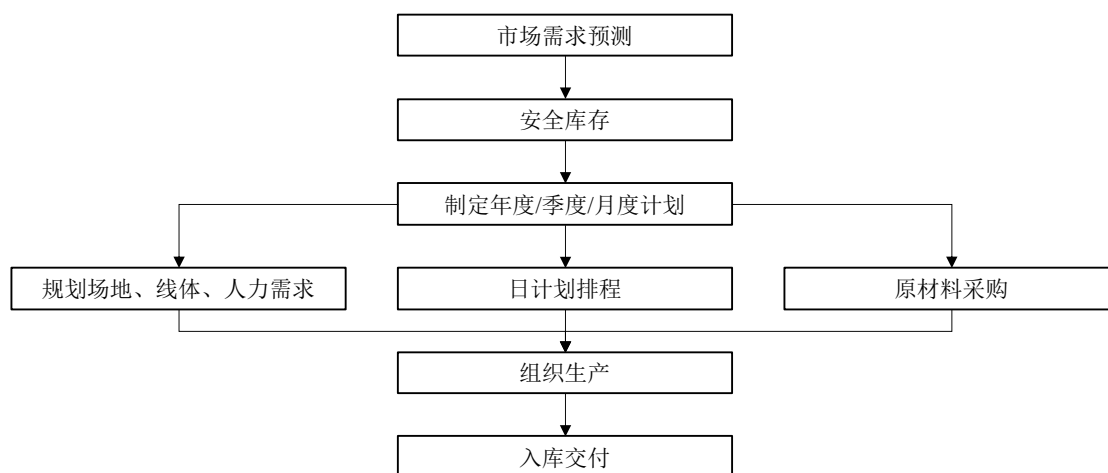 市场需求预测
安全库存
制定年度/季度/月度计划
规划场地、线体、人力需求
日计划排程
原材料采购
组织生产
入库交付